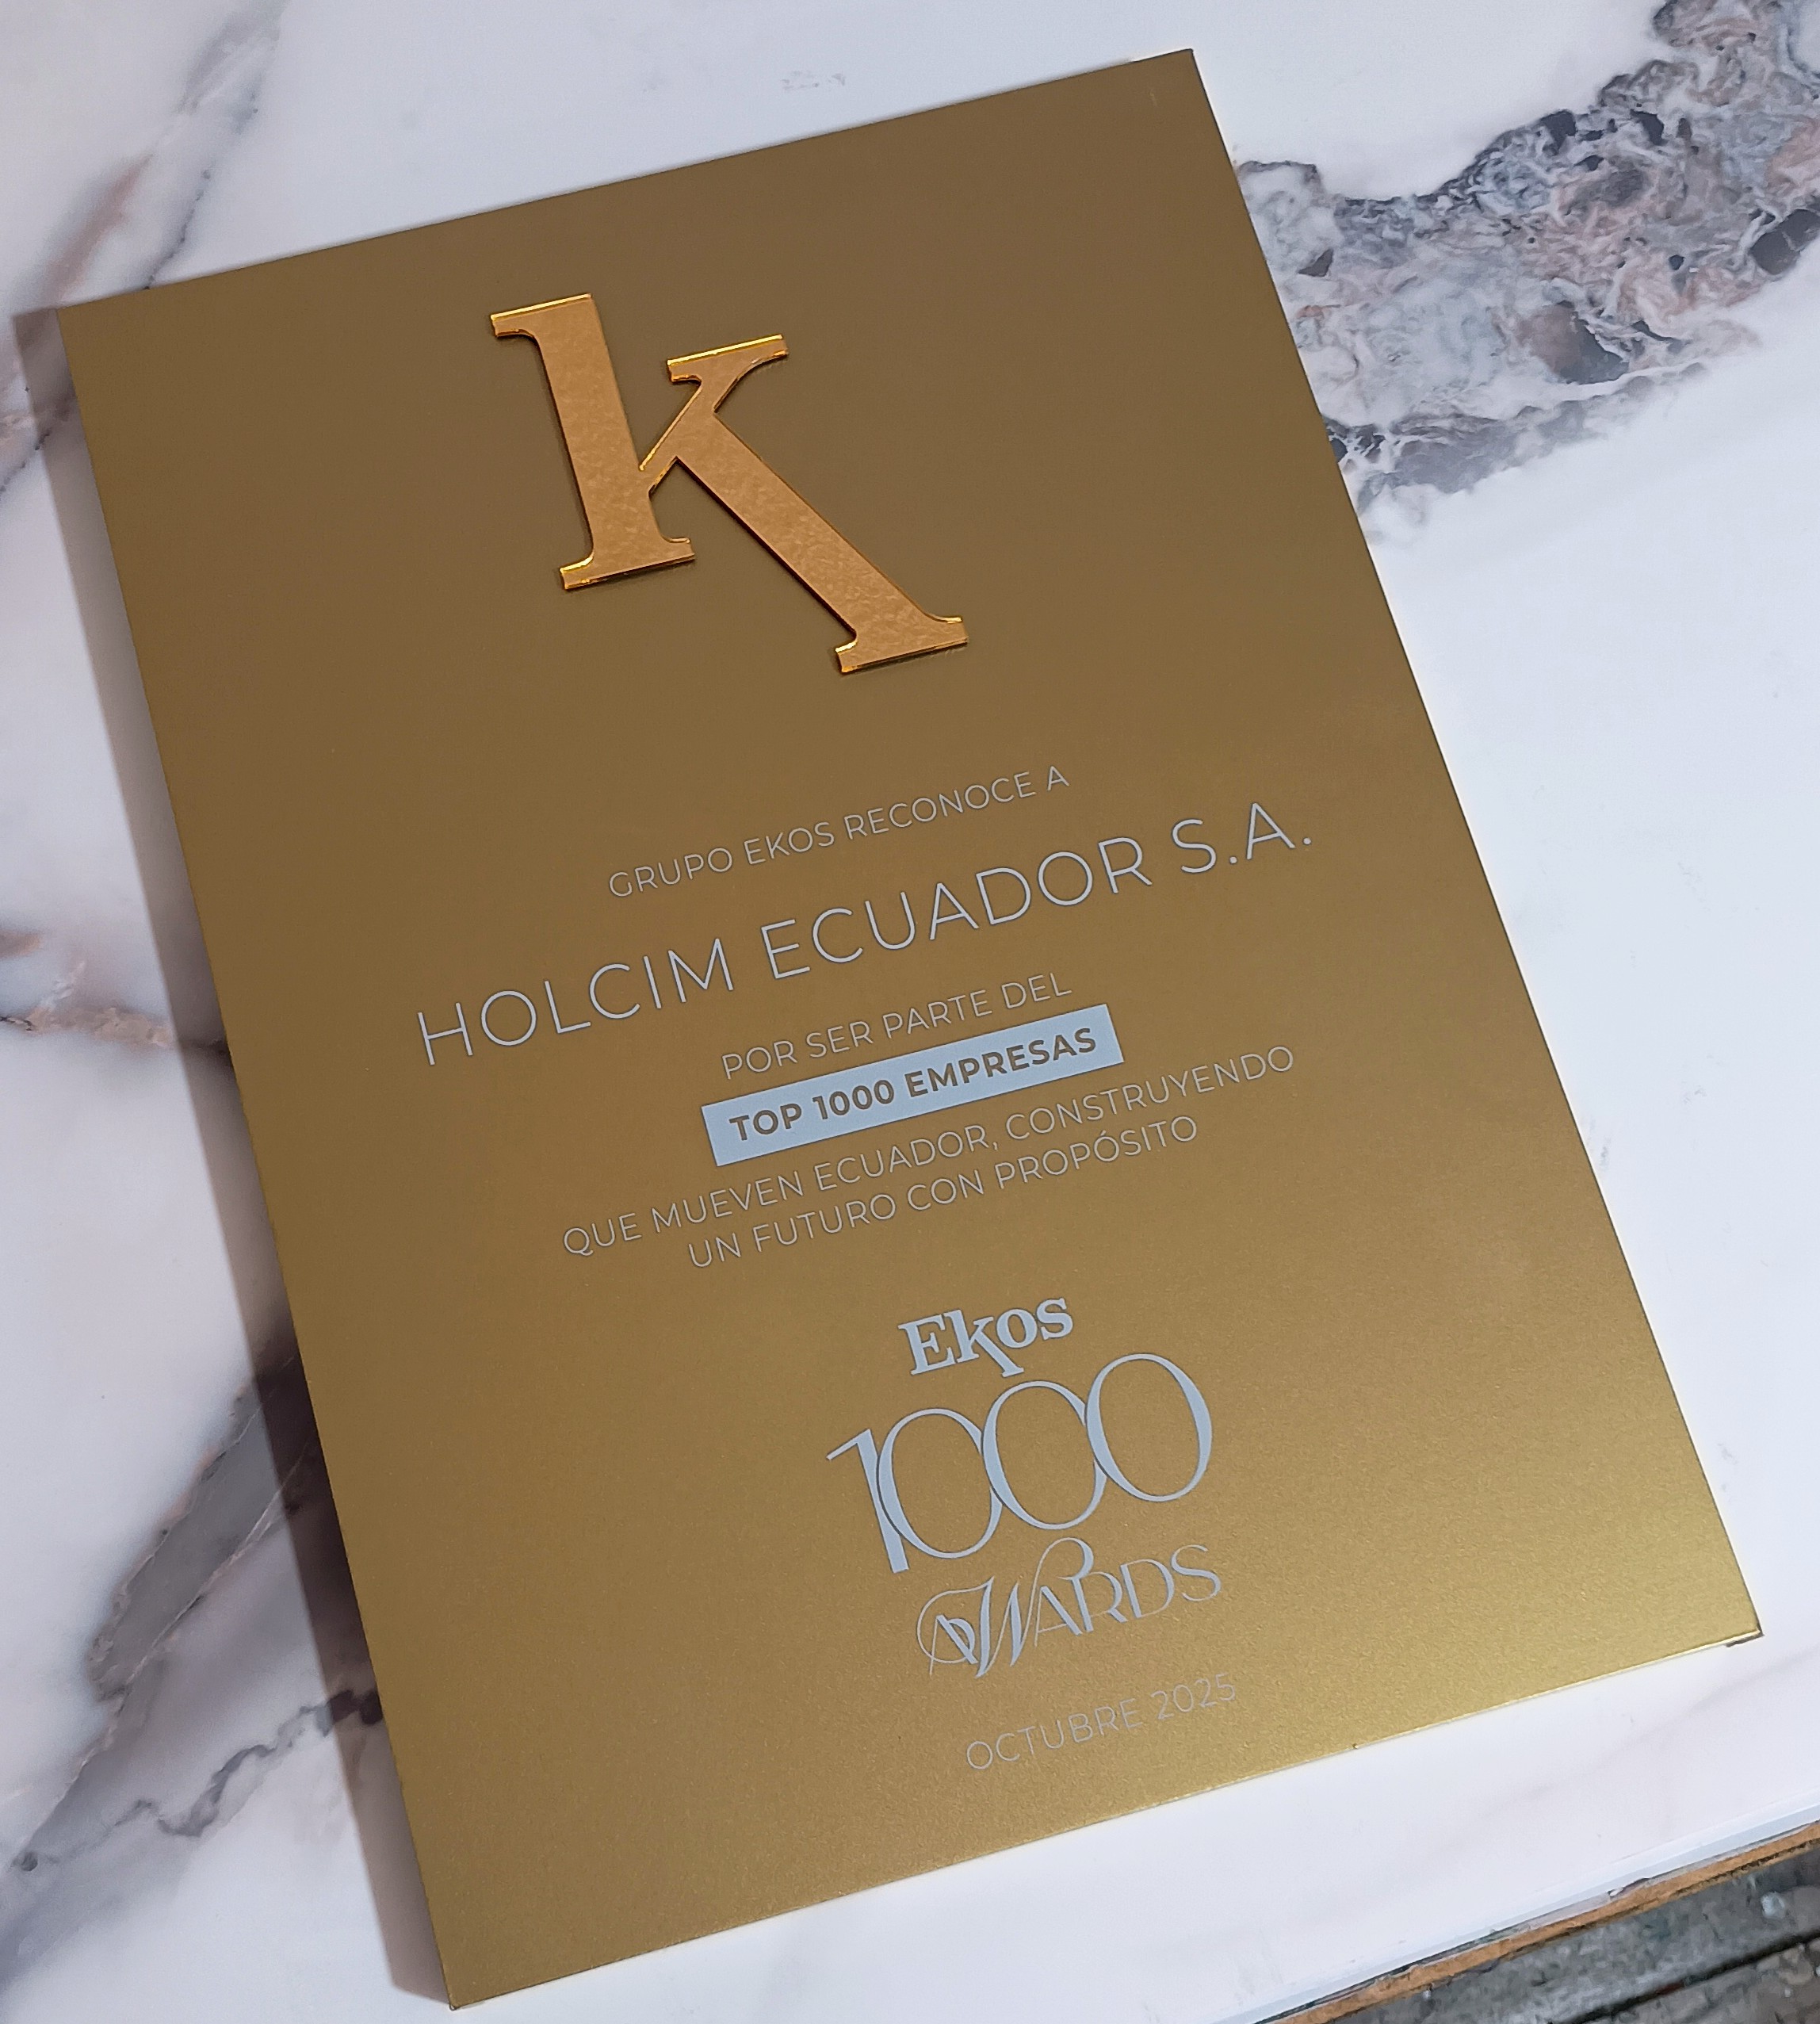 k
GRUPO EKOS RECONOCE A
HOLCIM ECUADOR S.A.
POR SER PARTE DEL
TOP 1000 EMPRESAS
QUE MUEVEN ECUADOR, CONSTRUYENDO
UN FUTURO CON PROPÓSITO
Ekos
1000
AWARDS
OCTUBRE 2025